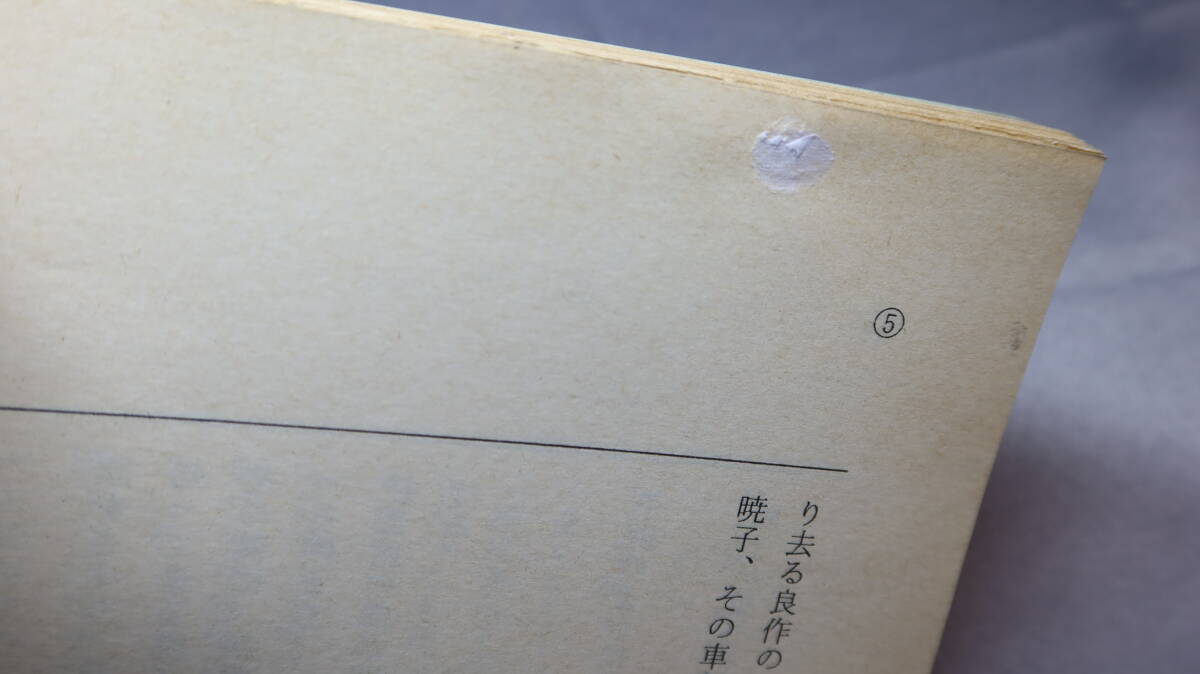 ⑤
り去る良作の
暁子、その車